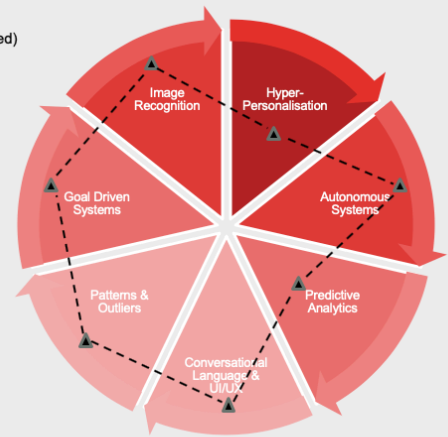 ed)
Image
Recognition
Hyper-
Personalisation
Goal Driven
Systems
Autonomous
Systems
Patterns &
Outliers
Predictive
Analytics
Conversational
Language &
UI/UX